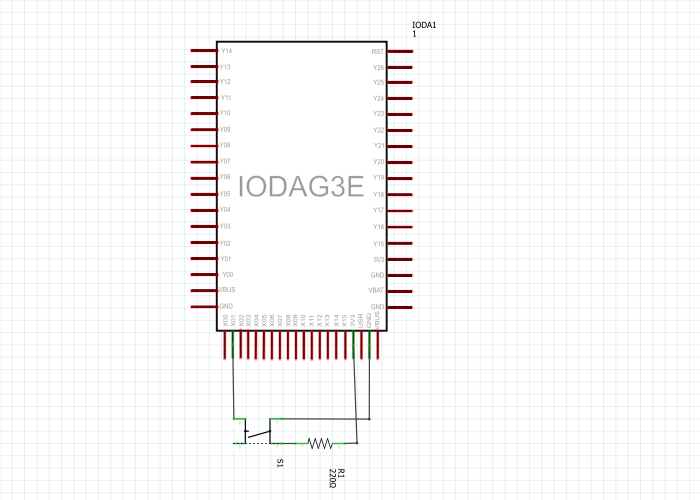 IODA1
1
Y14
Y13
Y12
Y11
Y10
Y09
Y08
Y07
Y06
Y05
Y04
Y03
Y02
Y01
Y00
VBUS
GND
IODAG3E
RST
Y26
Y25
Y24
Y23
Y22
Y21
Y20
Y19
Y18
Y17
Y16
Y15
3V3
GND
VBAT
GND
X00
X01
X02
X03
X04
X05
X06
X07
X08
X09
X10
X11
X12
X13
X14
X15
3V3
USR
GND
VBUS
S1
R1
220Ω